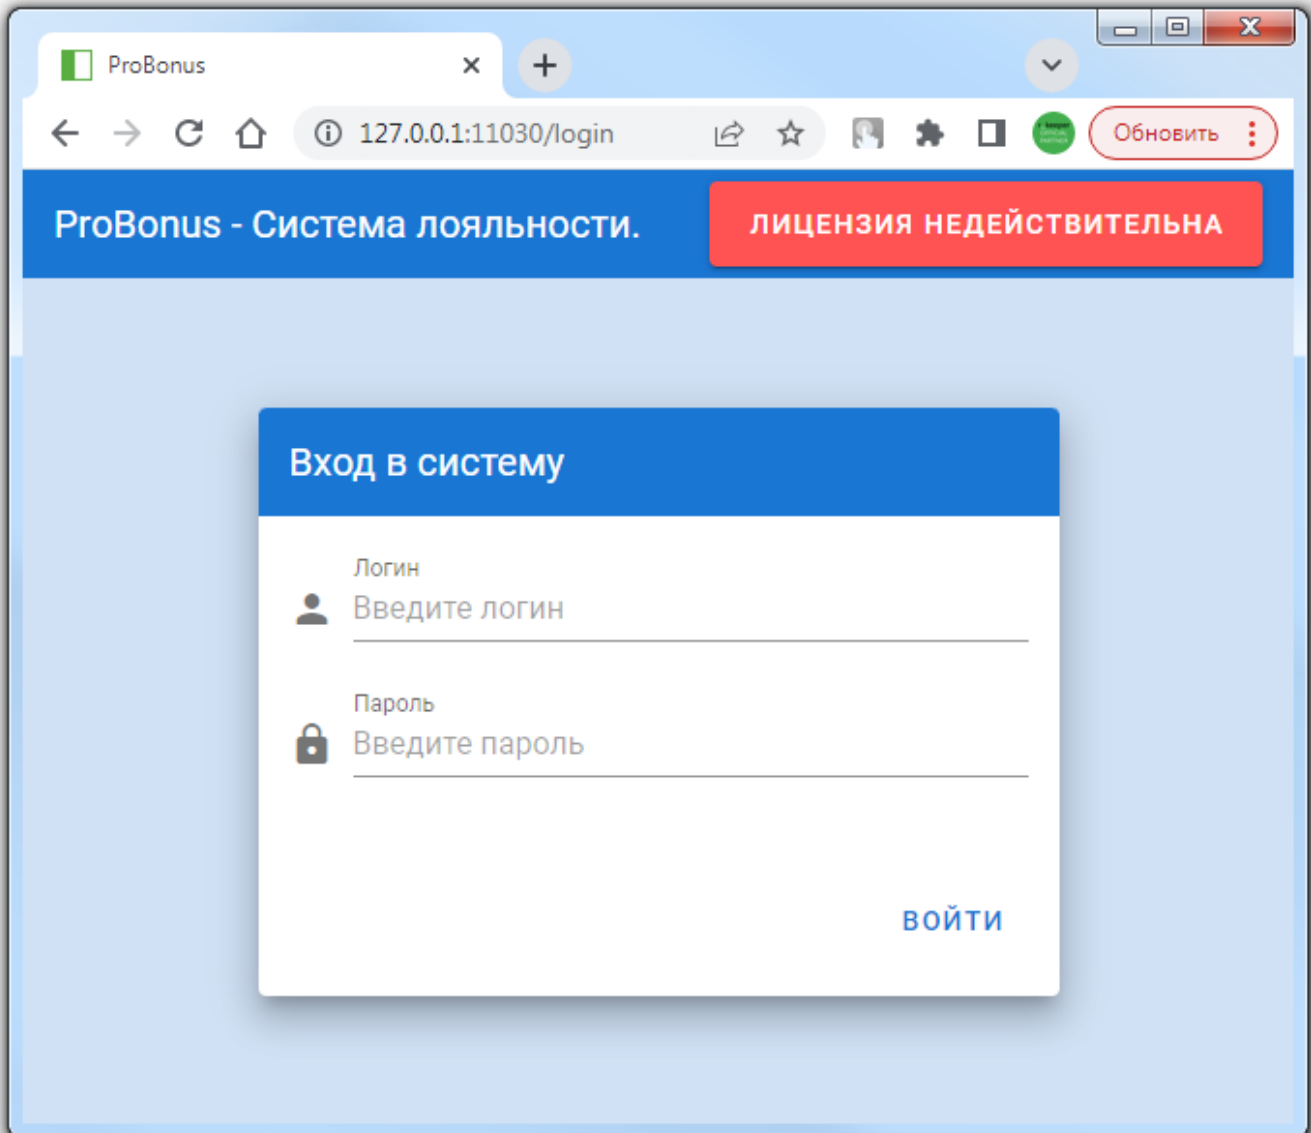 ProBonus
127.0.0.1:11030/login
Обновить
ProBonus - Система лояльности.
ЛИЦЕНЗИЯ НЕДЕЙСТВИТЕЛЬНА
Вход в систему
Логин
Введите логин
Пароль
Введите пароль
ВОЙТИ